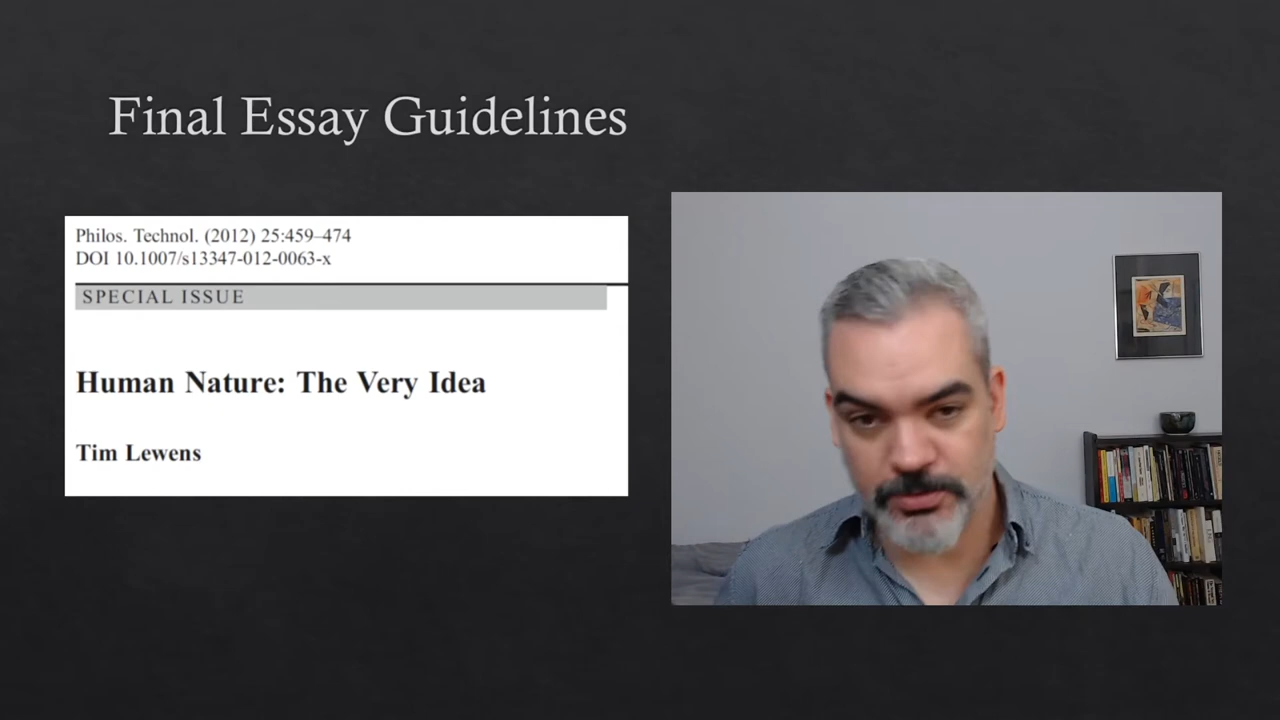 Final Essay Guidelines
Philos. Technol. (2012) 25:459–474
DOI 10.1007/s13347-012-0063-x
SPECIAL ISSUE
Human Nature: The Very Idea
Tim Lewens